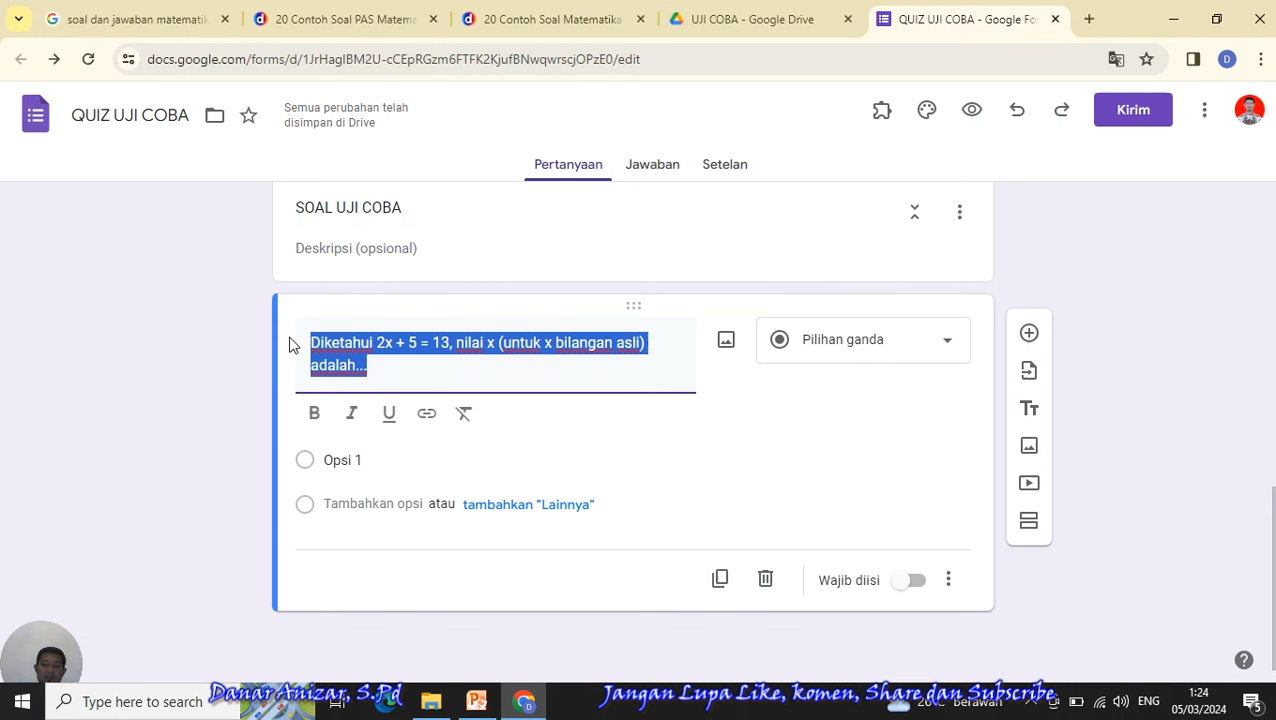 soal dan jawaban matematik
20 Contoh Soal PAS Matema
20 Contoh Soal Matematika
UJI COBA - Google Drive
QUIZ UJI COBA - Google For
docs.google.com/forms/d/1JrHagIBM2U-cCEpRGzm6FTFK2KjufBNwqwrscjOPzE0/edit
D
QUIZ UJI COBA
Semua perubahan telah
disimpan di Drive
Kirim
Pertanyaan
Jawaban
Setelan
SOAL UJI COBA
Deskripsi (opsional)
Diketahui 2x + 5 = 13, nilai x (untuk x bilangan asli)
adalah...
Pilihan ganda
B I U
Opsi 1
Tambahkan opsi atau tambahkan "Lainnya"
Wajib diisi
Type here to search
Danar Anizar, S.Pd
Jangan Lupa Like, komen, Share dan Subscribe
Berawan
ENG
1:24
05/03/2024
5